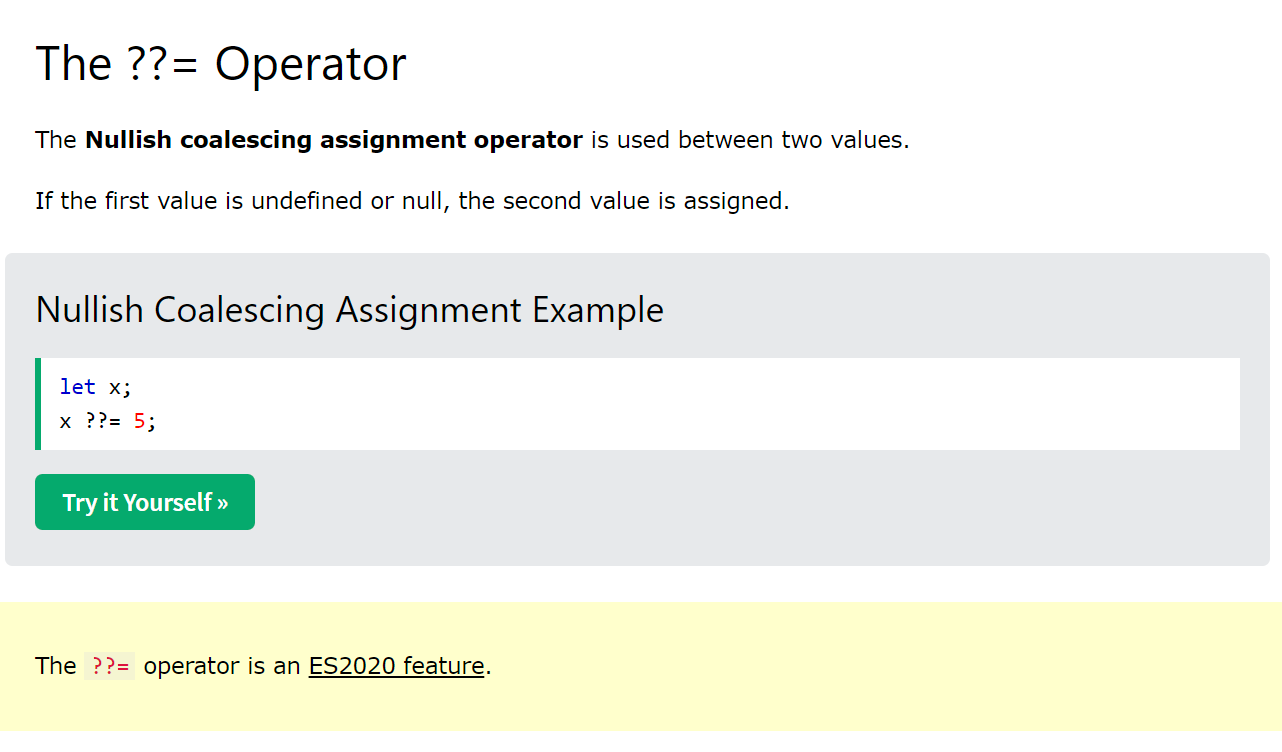 The ??= Operator
The Nullish coalescing assignment operator is used between two values.
If the first value is undefined or null, the second value is assigned.
Nullish Coalescing Assignment Example
let x;
x ??= 5;
Try it Yourself »
The ??= operator is an ES2020 feature.